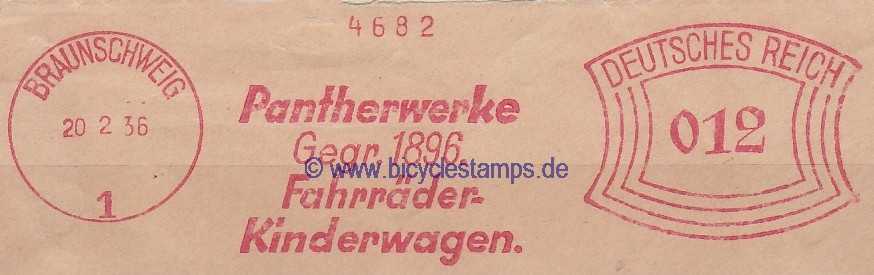 4682
BRAUNSCHWEIG
20 2 36
1
Pantherwerke
Gegr. 1896.
© www.bicyclestamps.de
Fahrräder-
Kinderwagen.
DEUTSCHES REICH
012